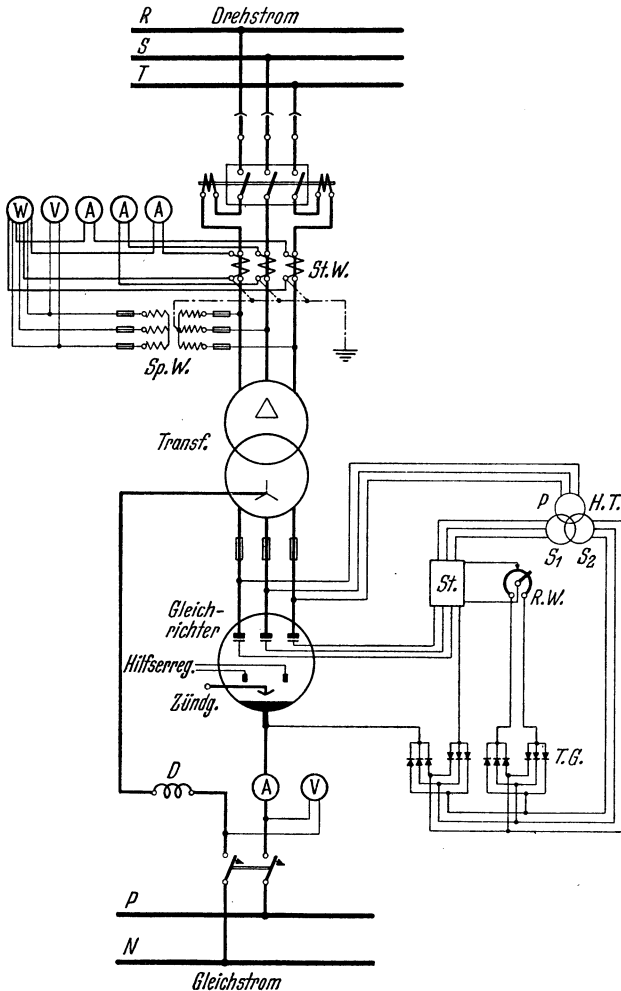 R Drehstrom
S
T
W V A A A
St.W.
Sp.W.
Transf.
P H.T.
S1 S2
St.
R.W.
Gleich-
richter
Hilfserreg.
Zündg.
T.G.
D
A V
P
N
Gleichstrom